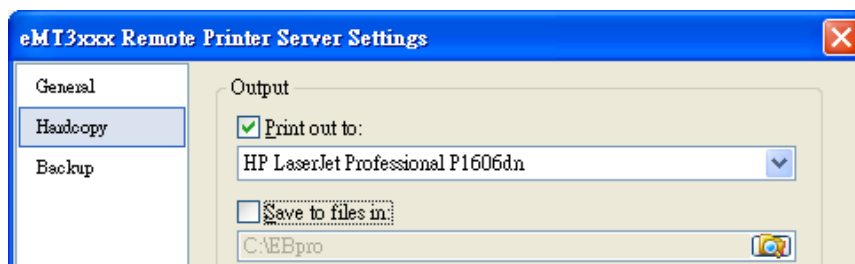 eMT3xxx Remote Printer Server Settings
General
Hardcopy
Backup
Output
Print out to:
HP LaserJet Professional P1606dn
Save to files in:
C:\EBpro